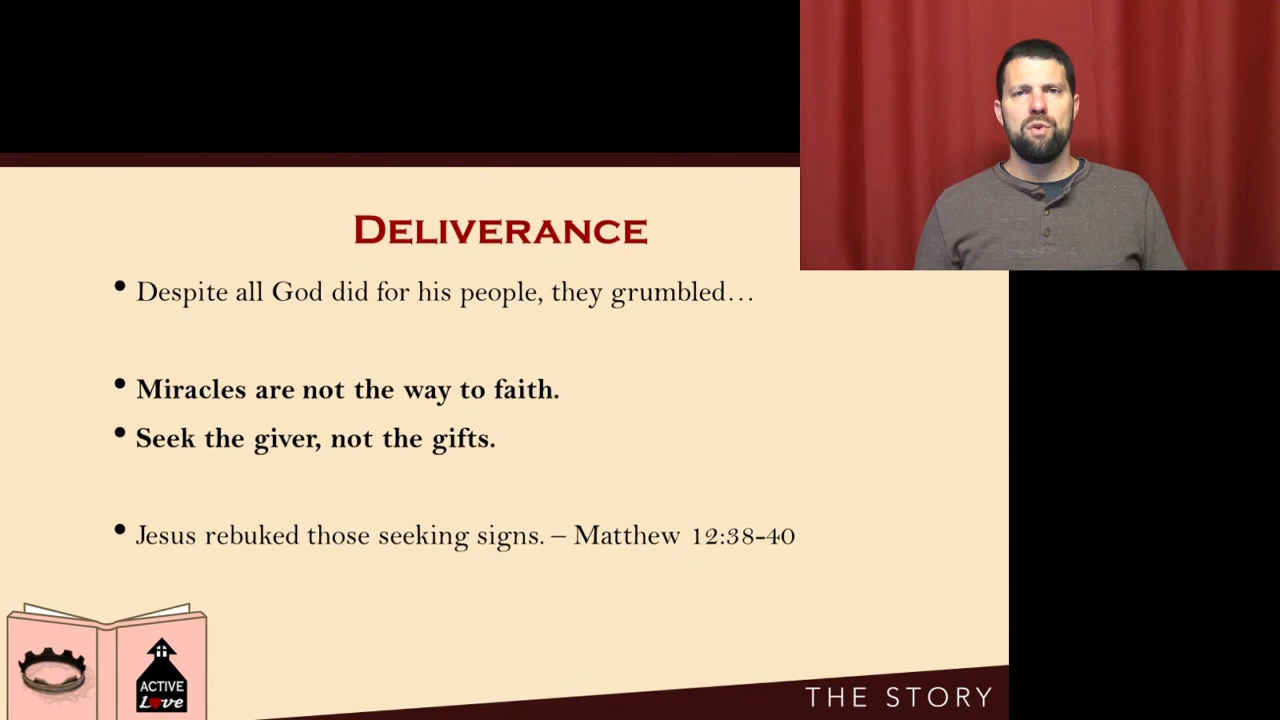 DELIVERANCE
• Despite all God did for his people, they grumbled…
• Miracles are not the way to faith.
• Seek the giver, not the gifts.
• Jesus rebuked those seeking signs. – Matthew 12:38-40
ACTIVE
Love
THE STORY